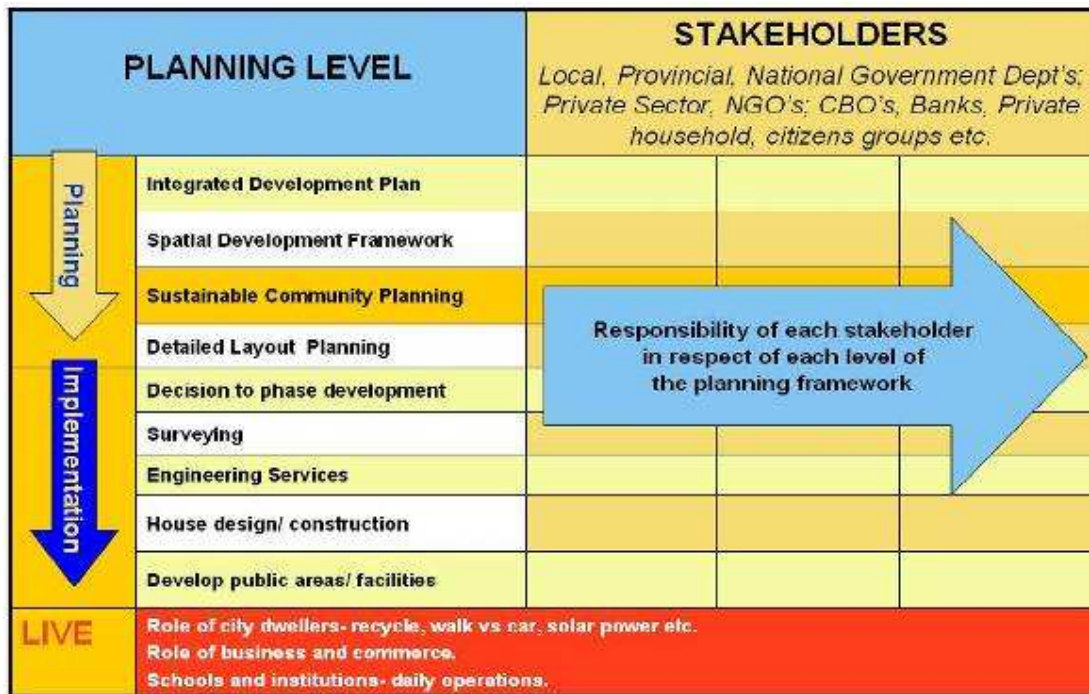 PLANNING LEVEL
STAKEHOLDERS
Local, Provincial, National Government Dept's;
Private Sector, NGO's; CBO's, Banks, Private
household, citizens groups etc.
Planning
Integrated Development Plan
Spatial Development Framework
Sustainable Community Planning
Detailed Layout Planning
Responsibility of each stakeholder
in respect of each level of
the planning framework
Implementation
Decision to phase development
Surveying
Engineering Services
House design/ construction
Develop public areas/ facilities
LIVE
Role of city dwellers- recycle, walk vs car, solar power etc.
Role of business and commerce.
Schools and institutions- daily operations.